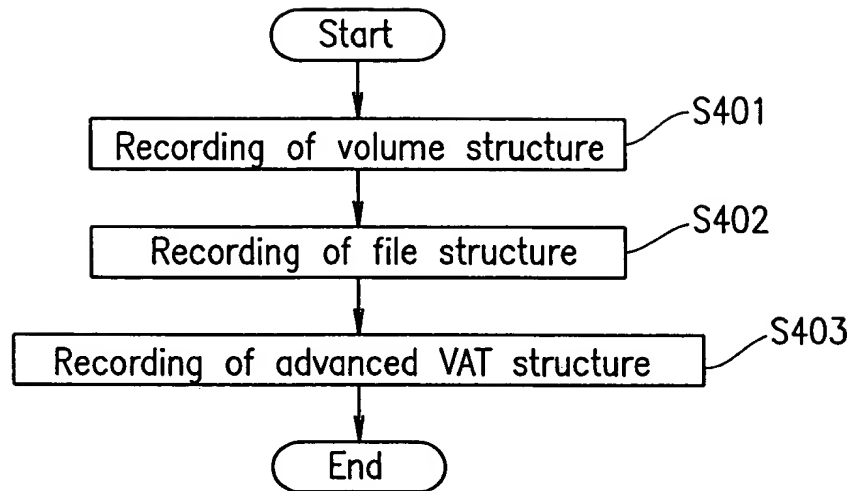 Start
S401
Recording of volume structure
S402
Recording of file structure
S403
Recording of advanced VAT structure
End